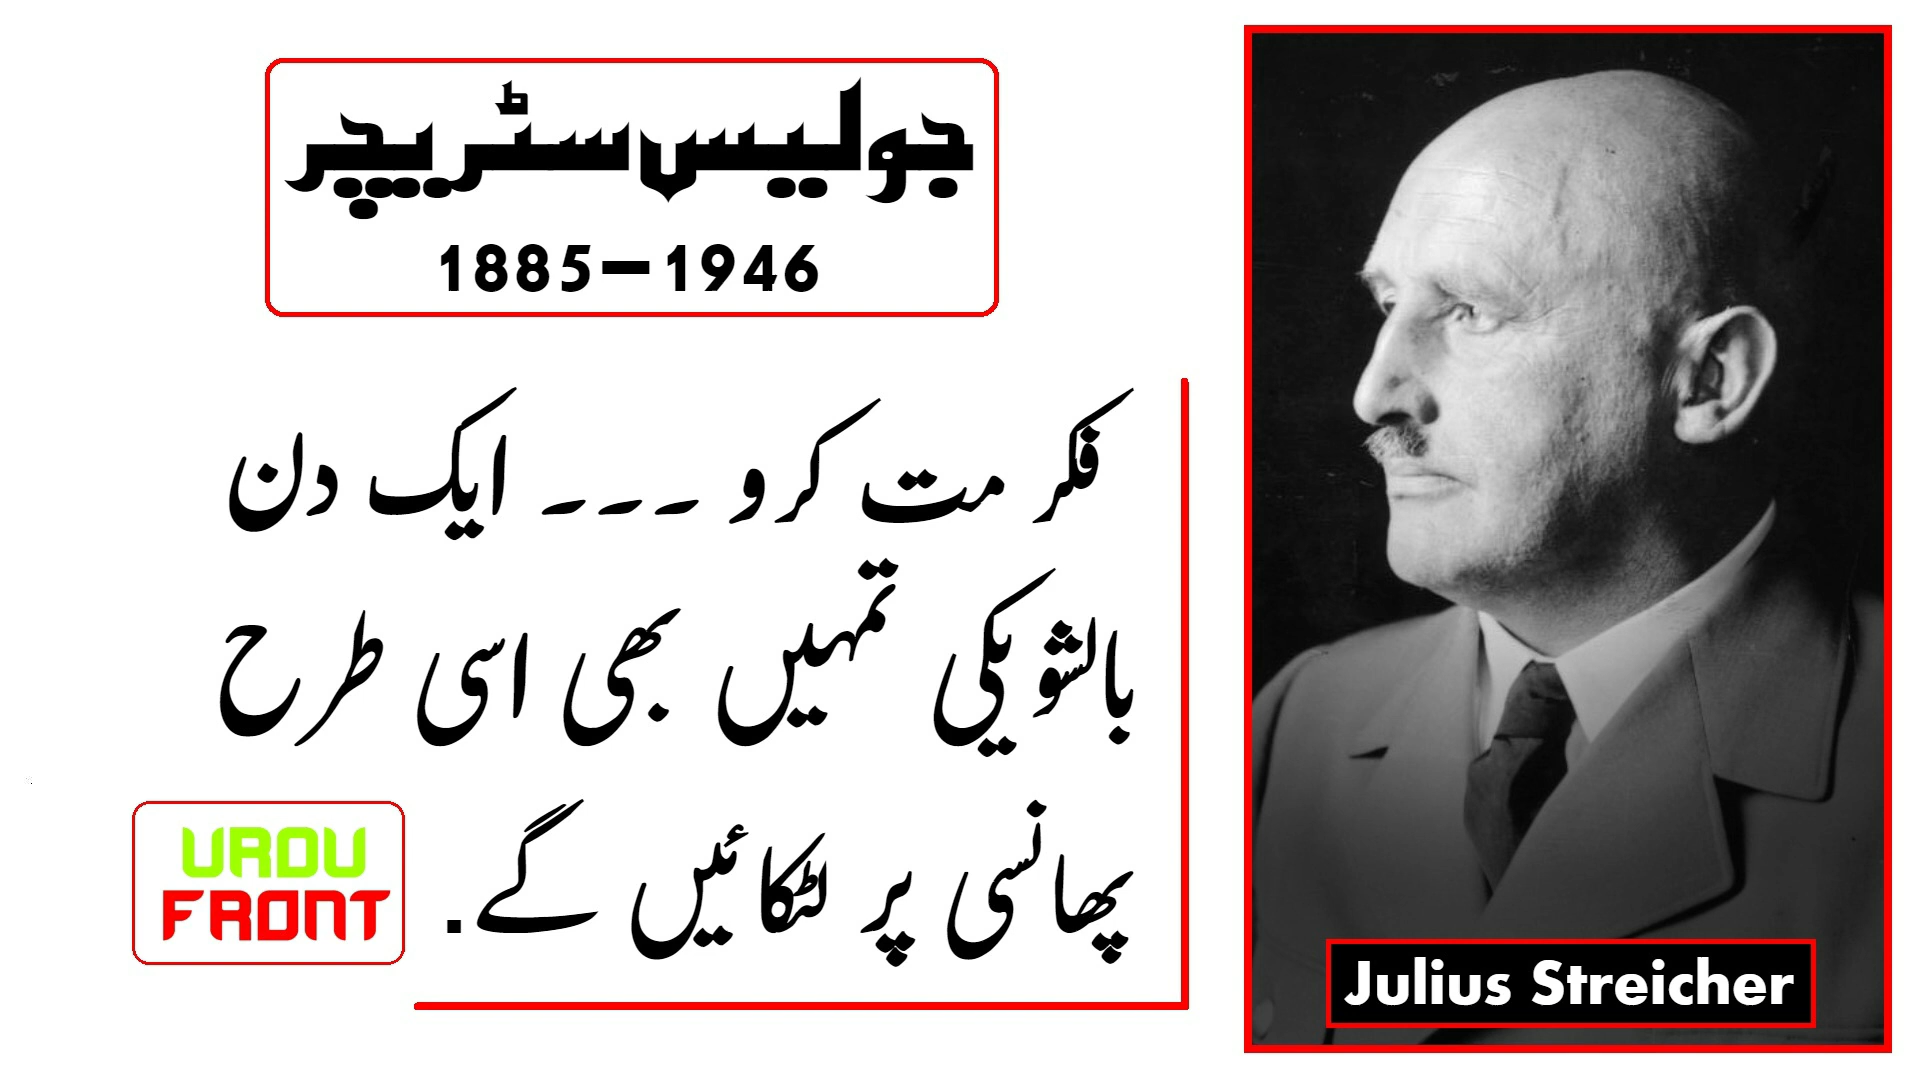 جولیس سٹریچر
1885–1946
فکر مت کرو ۔۔۔ ایک دن
بالشویکی تمہیں بھی اسی طرح
پھانسی پر لٹکائیں گے.
URDU
FRONT
Julius Streicher